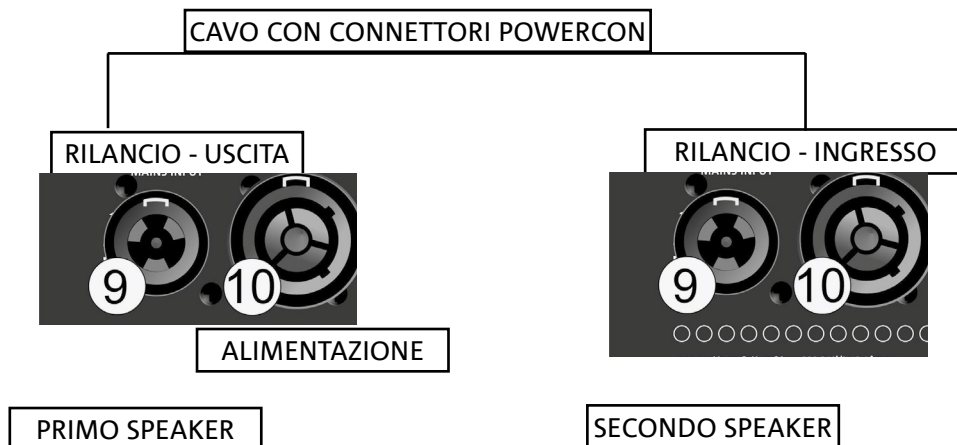 CAVO CON CONNETTORI POWERCON
RILANCIO - USCITA
RILANCIO - INGRESSO
MAINS INPUT
MAINS INPUT
9
10
9
10
ALIMENTAZIONE
PRIMO SPEAKER
SECONDO SPEAKER